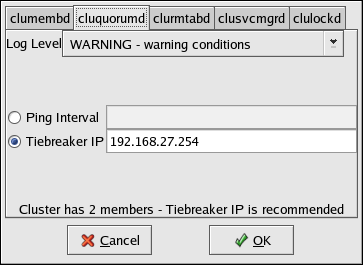 clumembd cluquorumd clurmtabd clusvcmgrd clulockd
Log Level WARNING - warning conditions
Ping Interval
Tiebreaker IP 192.168.27.254
Cluster has 2 members - Tiebreaker IP is recommended
Cancel OK